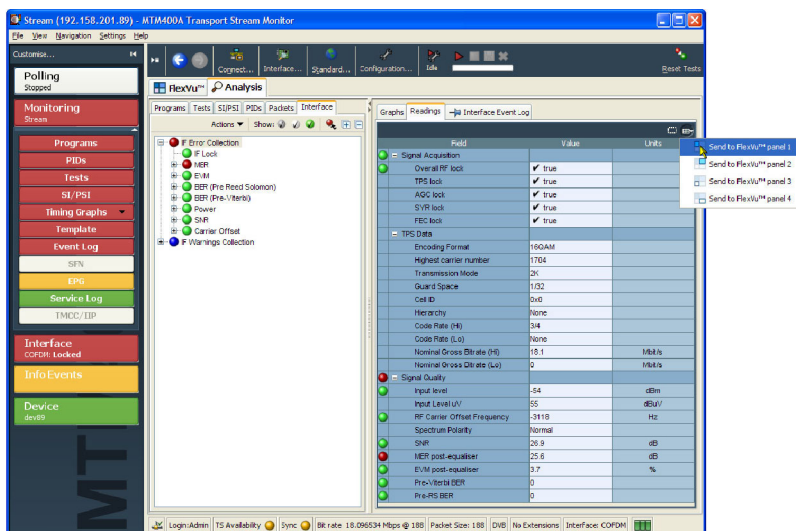 Stream (192.158.201.89) - MTM400A Transport Stream Monitor
File View Navigation Settings Help
Customise...
Connect... Interface... Standard... Configuration... Idle Reset Tests
Polling
Stopped
FlexVu™ Analysis
Monitoring
Stream
Programs Tests SI/PSI PIDs Packets Interface
Actions Show:
Graphs Readings Interface Event Log
Programs
PIDs
Tests
SI/PSI
Timing Graphs
Template
Event Log
SFN
EPG
Service Log
TMCC/IIP
Interface
COFDM: Locked
InfoEvents
Device
dev89
MTM
IF Error Collection
IF Lock
MER
EVM
BER (Pre Reed Solomon)
BER (Pre-Viterbi)
Power
SNR
Carrier Offset
IF Warnings Collection
Field Value Units
Signal Acquisition
Overall RF lock true
TPS lock true
AGC lock true
SYR lock true
FEC lock true
TPS Data
Encoding Format 16QAM
Highest carrier number 1704
Transmission Mode 2K
Guard Space 1/32
Cell ID 0x0
Hierarchy None
Code Rate (Hi) 3/4
Code Rate (Lo) None
Nominal Gross Bitrate (Hi) 18.1 Mbit/s
Nominal Gross Bitrate (Lo) 0 Mbit/s
Signal Quality
Input level -54 dBm
Input Level uV 55 dBuV
RF Carrier Offset Frequency -3118 Hz
Spectrum Polarity Normal
SNR 26.9 dB
MER post-equaliser 25.6 dB
EVM post-equaliser 3.7 %
Pre-Viterbi BER 0
Pre-RS BER 0
Send to FlexVu™ panel 1
Send to FlexVu™ panel 2
Send to FlexVu™ panel 3
Send to FlexVu™ panel 4
Login:Admin TS Availability Sync Bit rate 18.096534 Mbps @ 188 Packet Size: 188 DVB No Extensions Interface: COFDM